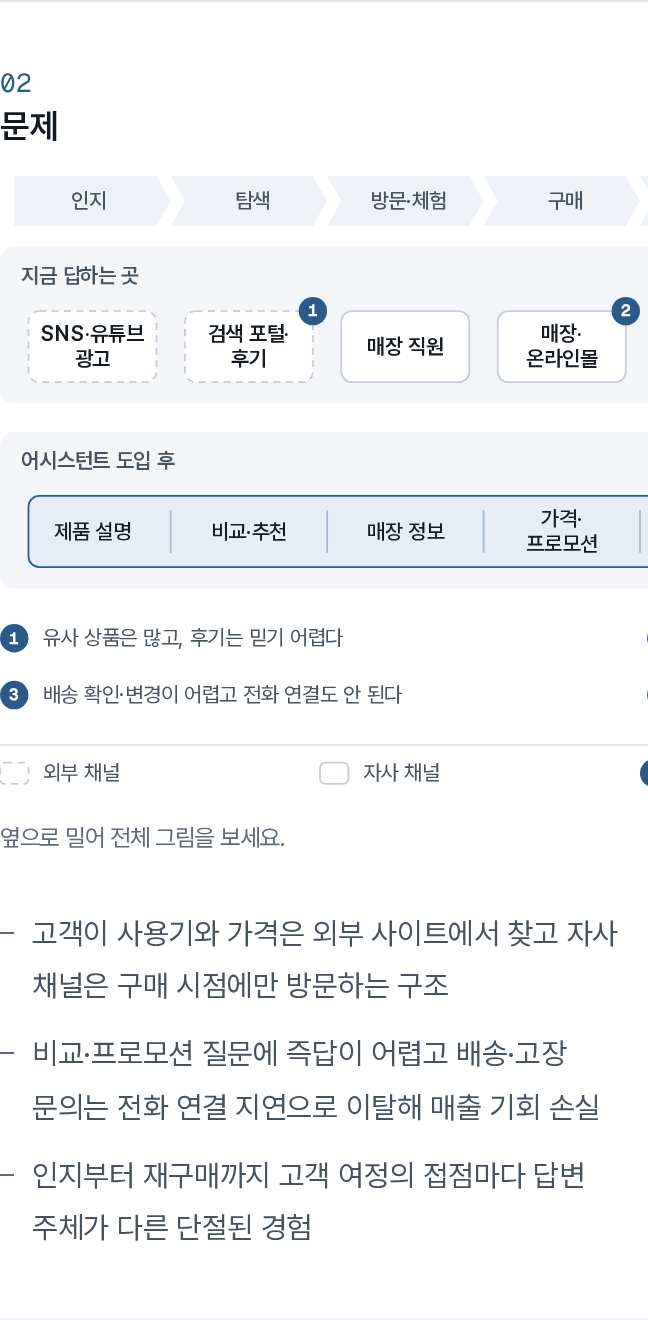 02
문제
인지
탐색
방문·체험
구매
지금 답하는 곳
SNS·유튜브
광고
1
검색 포털·
후기
매장 직원
2
매장·
온라인몰
어시스턴트 도입 후
제품 설명
비교·추천
매장 정보
가격·
프로모션
1 유사 상품은 많고, 후기는 믿기 어렵다
3 배송 확인·변경이 어렵고 전화 연결도 안 된다
외부 채널
자사 채널
옆으로 밀어 전체 그림을 보세요.
– 고객이 사용기와 가격은 외부 사이트에서 찾고 자사
채널은 구매 시점에만 방문하는 구조
– 비교·프로모션 질문에 즉답이 어렵고 배송·고장
문의는 전화 연결 지연으로 이탈해 매출 기회 손실
– 인지부터 재구매까지 고객 여정의 접점마다 답변
주체가 다른 단절된 경험